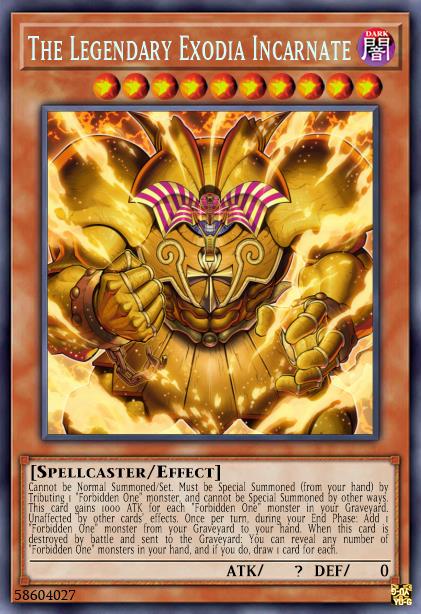 The Legendary Exodia Incarnate
DARK
闇
[Spellcaster/Effect]
Cannot be Normal Summoned/Set. Must be Special Summoned (from your hand) by
Tributing 1 "Forbidden One" monster, and cannot be Special Summoned by other ways.
This card gains 1000 ATK for each "Forbidden One" monster in your Graveyard.
Unaffected by other cards' effects. Once per turn, during your End Phase: Add 1
"Forbidden One" monster from your Graveyard to your hand. When this card is
destroyed by battle and sent to the Graveyard: You can reveal any number of
"Forbidden One" monsters in your hand, and if you do, draw 1 card for each.
ATK/ ? DEF/ 0
58604027